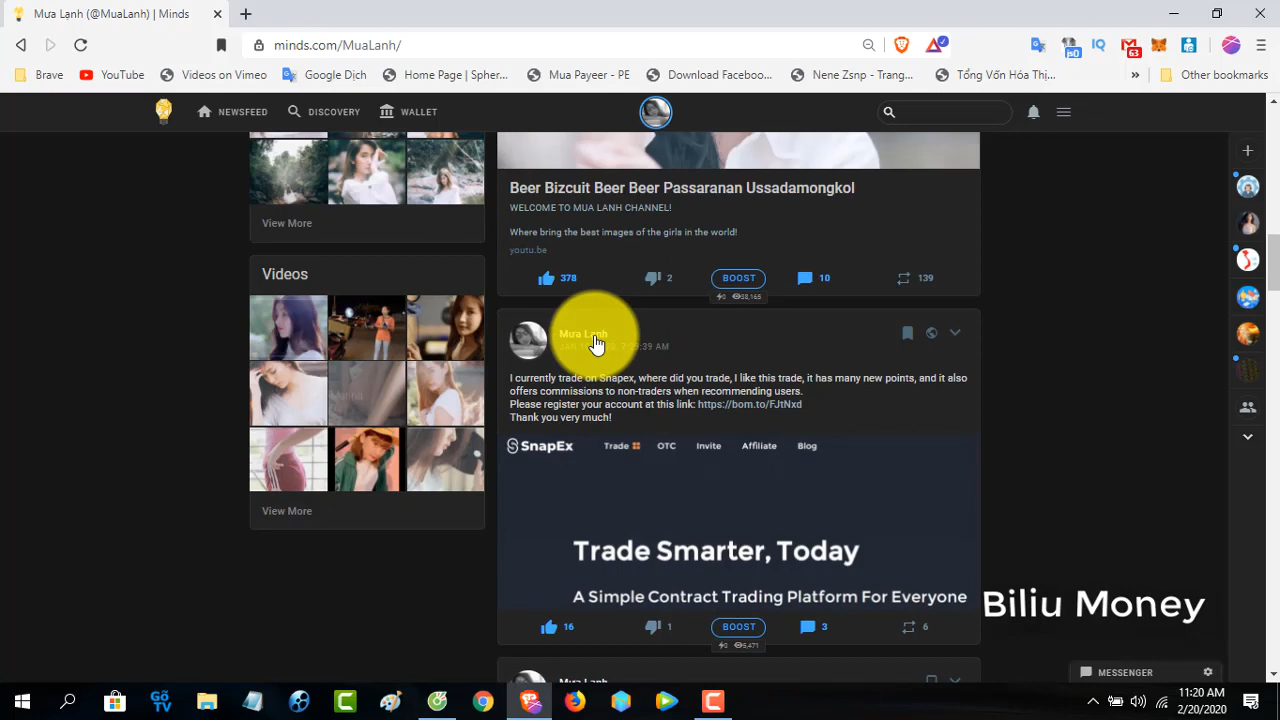 Mưa Lạnh (@MuaLanh) | Minds
minds.com/MuaLanh/
63
Brave
YouTube
Videos on Vimeo
Google Dịch
Home Page | Spher...
Mua Payeer - PE
Download Faceboo...
Nene Zsnp - Trang...
Tổng Vốn Hóa Thị...
Other bookmarks
NEWSFEED
DISCOVERY
WALLET
View More
Beer Bizcuit Beer Beer Passaranan Ussadamongkol
WELCOME TO MUA LANH CHANNEL!
Where bring the best images of the girls in the world!
youtu.be
378
2
BOOST
10
139
Videos
Mưa Lạnh
I currently trade on Snapex, where did you trade, I like this trade, it has many new points, and it also
offers commissions to non-traders when recommending users.
Please register your account at this link: https://bom.to/FJtNxd
Thank you very much!
SnapEx
Trade
OTC
Invite
Affiliate
Blog
Trade Smarter, Today
A Simple Contract Trading Platform For Everyone
View More
16
1
BOOST
3
6
5,471
Biliu Money
Mưa Lạnh
MESSENGER
GõTV
11:20 AM
2/20/2020